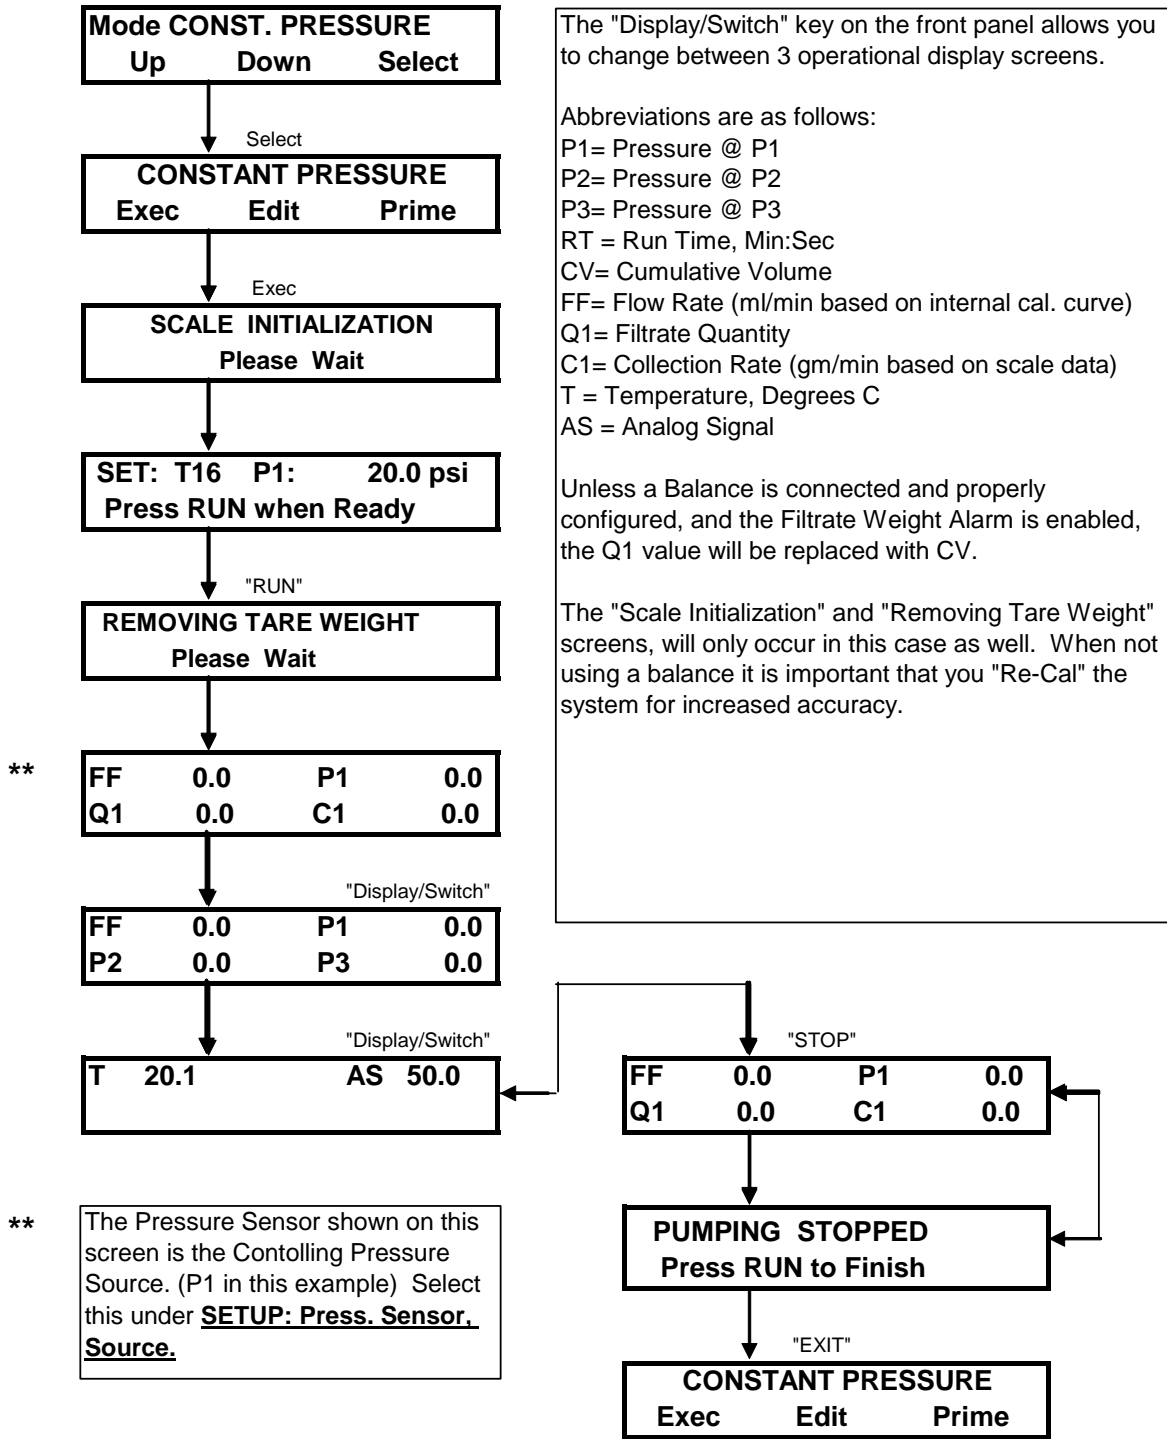 Mode CONST. PRESSURE
Up Down Select
Select
CONSTANT PRESSURE
Exec Edit Prime
Exec
SCALE INITIALIZATION
Please Wait
SET: T16 P1: 20.0 psi
Press RUN when Ready
"RUN"
REMOVING TARE WEIGHT
Please Wait
**
FF 0.0 P1 0.0
Q1 0.0 C1 0.0
"Display/Switch"
FF 0.0 P1 0.0
P2 0.0 P3 0.0
"Display/Switch"
T 20.1 AS 50.0
The "Display/Switch" key on the front panel allows you
to change between 3 operational display screens.
Abbreviations are as follows:
P1= Pressure @ P1
P2= Pressure @ P2
P3= Pressure @ P3
RT = Run Time, Min:Sec
CV= Cumulative Volume
FF= Flow Rate (ml/min based on internal cal. curve)
Q1= Filtrate Quantity
C1= Collection Rate (gm/min based on scale data)
T = Temperature, Degrees C
AS = Analog Signal
Unless a Balance is connected and properly
configured, and the Filtrate Weight Alarm is enabled,
the Q1 value will be replaced with CV.
The "Scale Initialization" and "Removing Tare Weight"
screens, will only occur in this case as well. When not
using a balance it is important that you "Re-Cal" the
system for increased accuracy.
"STOP"
FF 0.0 P1 0.0
Q1 0.0 C1 0.0
PUMPING STOPPED
Press RUN to Finish
"EXIT"
CONSTANT PRESSURE
Exec Edit Prime
**
The Pressure Sensor shown on this
screen is the Contolling Pressure
Source. (P1 in this example) Select
this under SETUP: Press. Sensor,
Source.